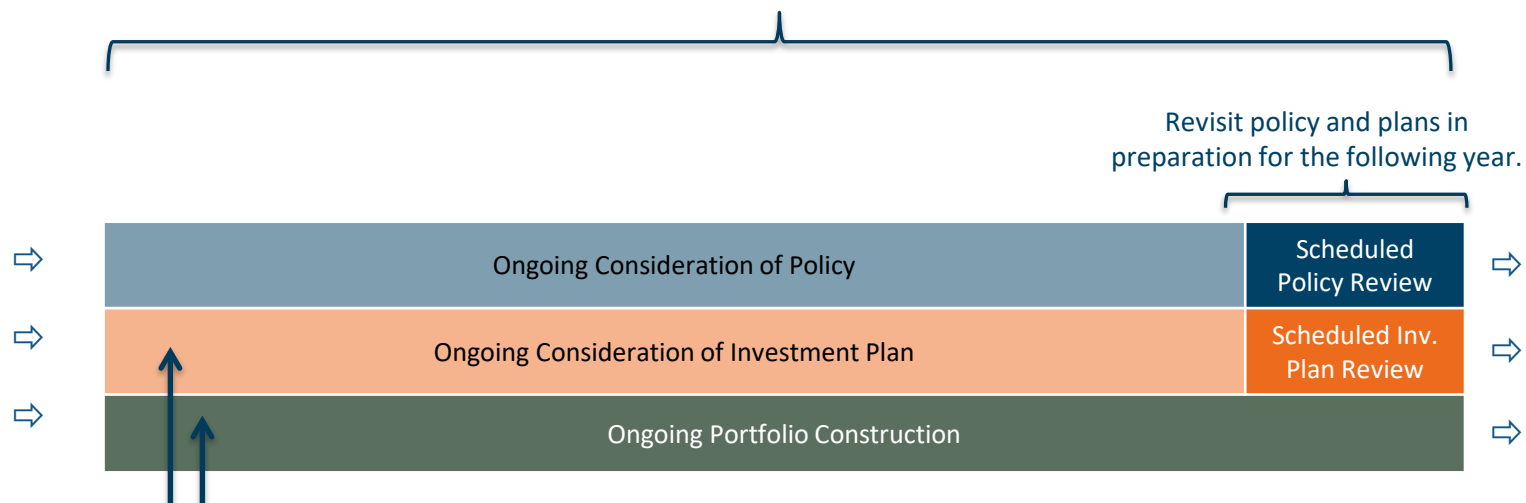 Revisit policy and plans in
preparation for the following year.
Ongoing Consideration of Policy
Scheduled
Policy Review
Ongoing Consideration of Investment Plan
Scheduled Inv.
Plan Review
Ongoing Portfolio Construction